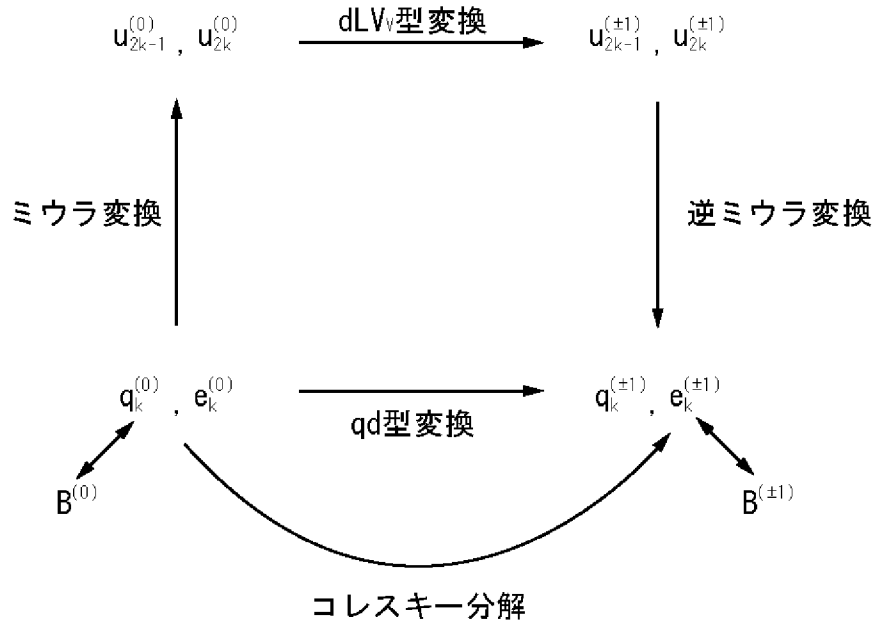 u_{2k-1}^{(0)} , u_{2k}^{(0)}
dLVv型変換
u_{2k-1}^{(±1)} , u_{2k}^{(±1)}
ミウラ変換
逆ミウラ変換
q_k^{(0)} , e_k^{(0)}
qd型変換
q_k^{(±1)} , e_k^{(±1)}
B^{(0)}
B^{(±1)}
コレスキー分解